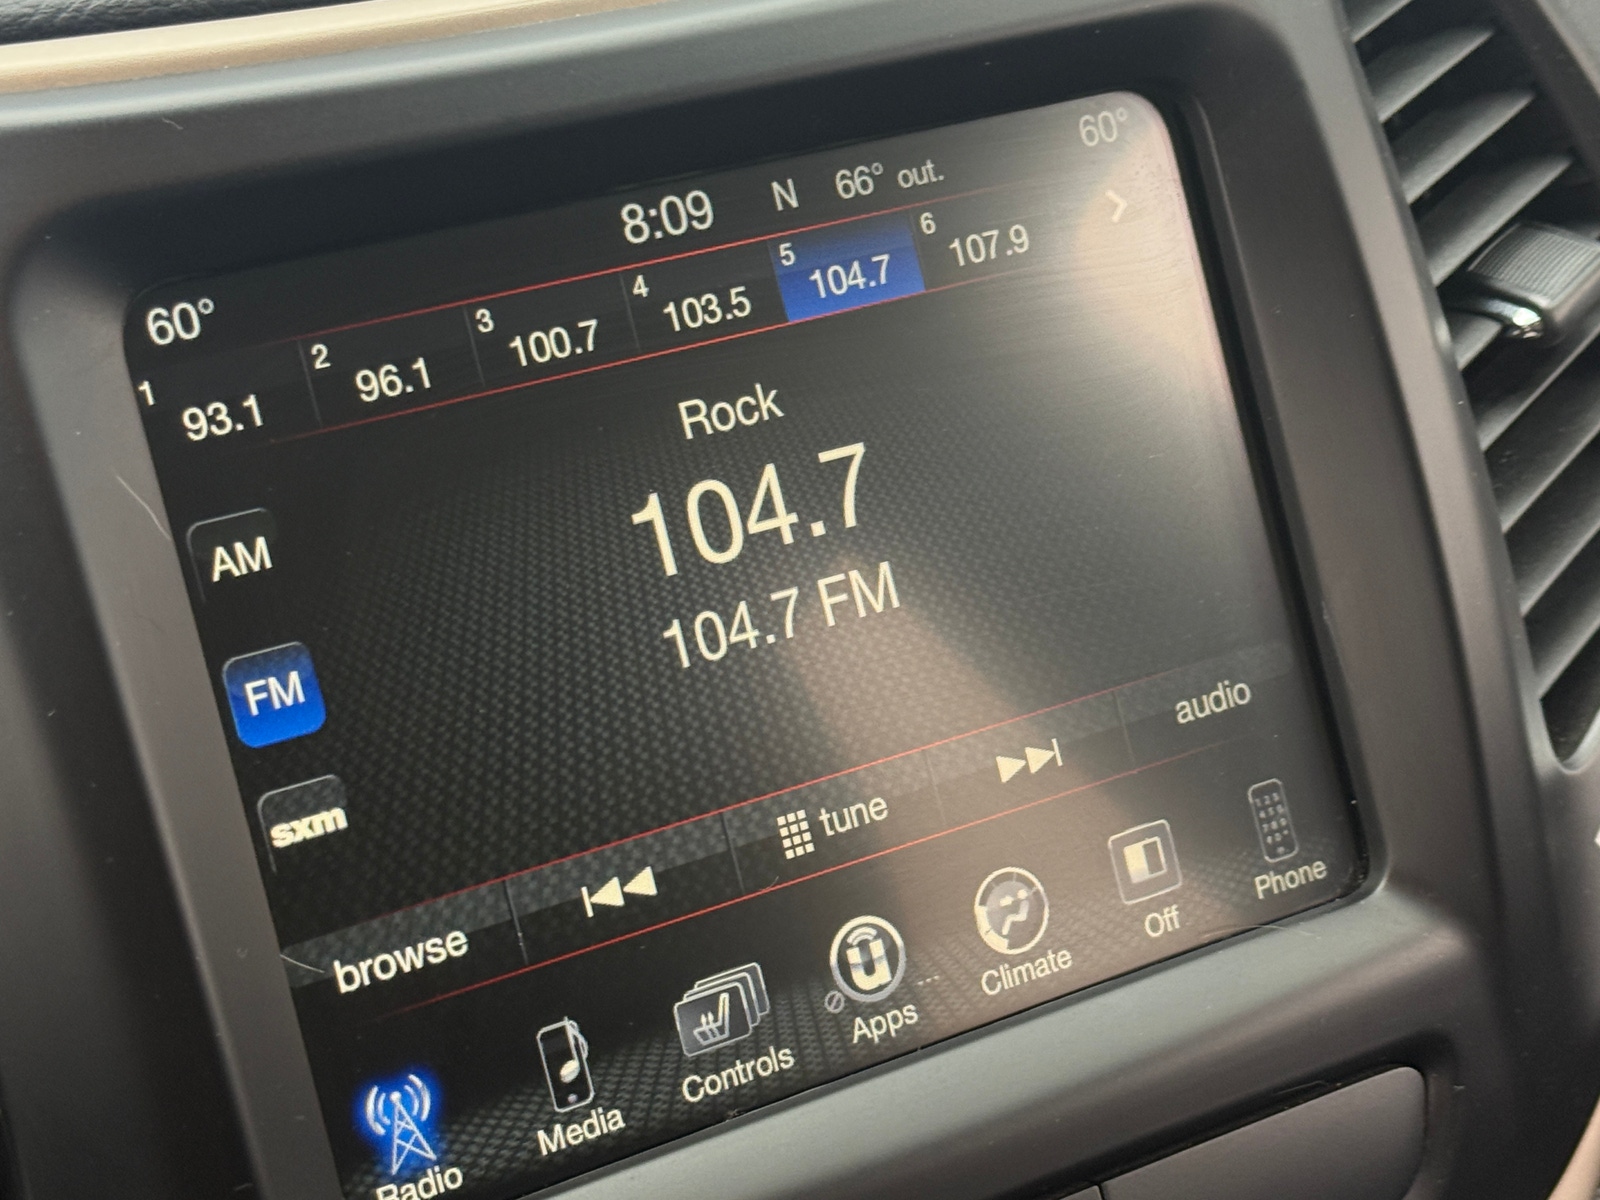 60° 8:09 N 66° out. 60°
1 93.1 2 96.1 3 100.7 4 103.5 5 104.7 6 107.9
Rock
104.7
104.7 FM
AM
FM
sxm
browse tune audio
Radio Media Controls Apps Climate Off Phone